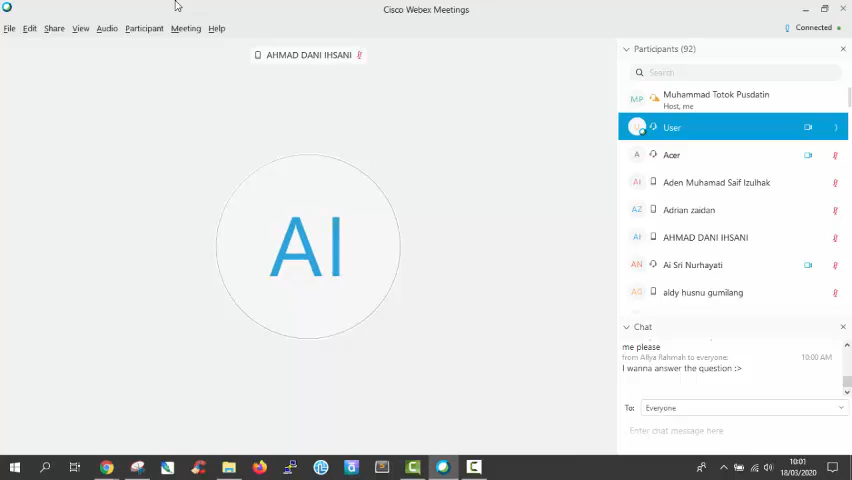 Cisco Webex Meetings
File Edit Share View Audio Participant Meeting Help
Connected
AHMAD DANI IHSANI
AI
Participants (92)
Search
MP Muhammad Totok Pusdatin
Host, me
User
A Acer
AI Aden Muhamad Saif Izulhak
AZ Adrian zaidan
AI AHMAD DANI IHSANI
AN Ai Sri Nurhayati
AG aldy husnu gumilang
Chat
me please
from Allya Rahmah to everyone: 10:00 AM
I wanna answer the question :>
To: Everyone
Enter chat message here
10:01
18/03/2020